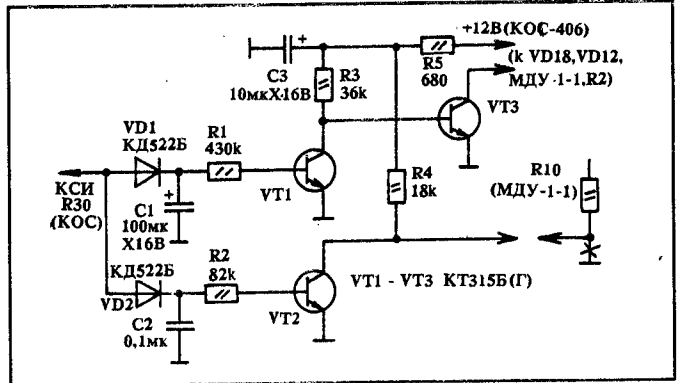 +12В(КОС-406)
(k VD18,VD12,
МДУ-1-1,R2)
C3
10мкХ16В
+
R3
36k
R5
680
VT3
VD1
КД522Б
R1
430k
КСИ
R30
(КОС)
+
C1
100мк
Х16В
VT1
R4
18k
R10
(МДУ-1-1)
КД522Б
VD2
R2
82k
C2
0,1мк
VT2
VT1 - VT3 КТ315Б(Г)